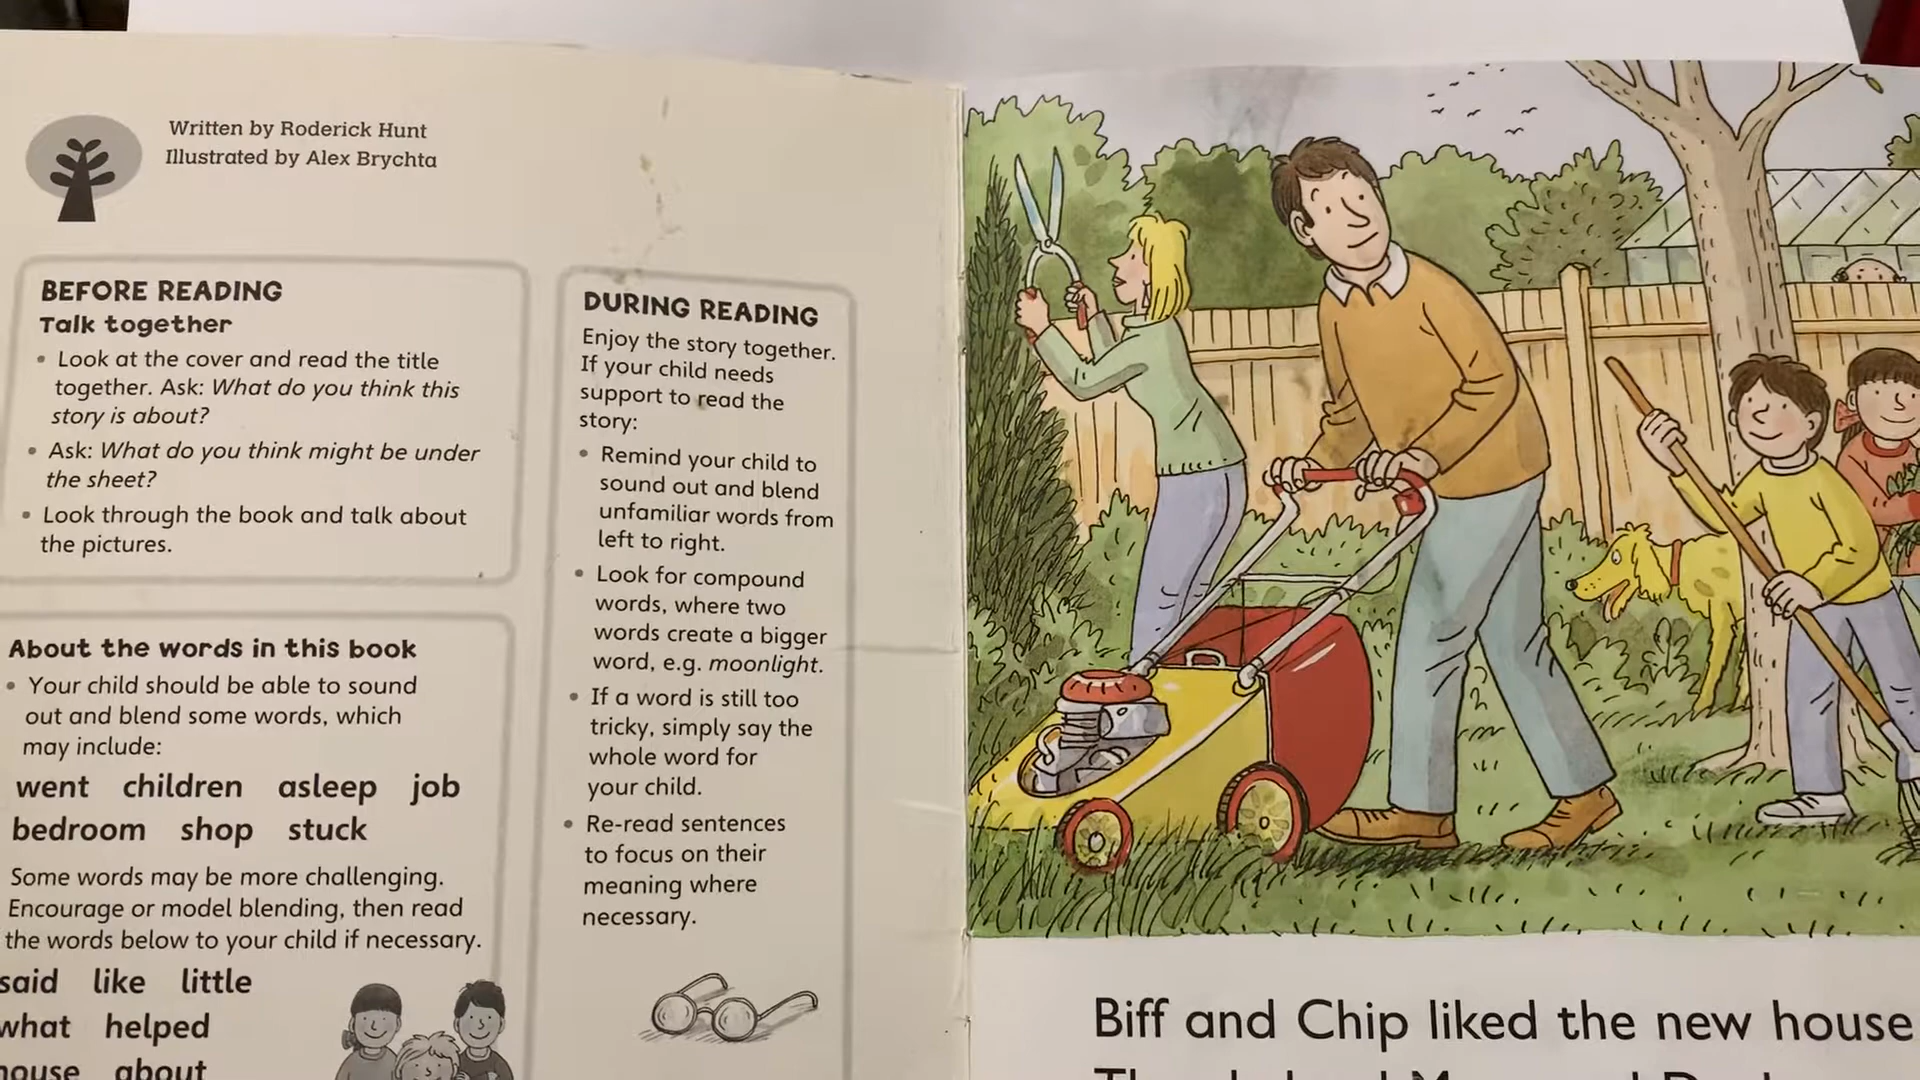 Written by Roderick Hunt
Illustrated by Alex Brychta
BEFORE READING
Talk together
• Look at the cover and read the title
together. Ask: What do you think this
story is about?
• Ask: What do you think might be under
the sheet?
• Look through the book and talk about
the pictures.
About the words in this book
• Your child should be able to sound
out and blend some words, which
may include:
went children asleep job
bedroom shop stuck
Some words may be more challenging.
Encourage or model blending, then read
the words below to your child if necessary.
said like little
what helped
house about
DURING READING
Enjoy the story together.
If your child needs
support to read the
story:
• Remind your child to
sound out and blend
unfamiliar words from
left to right.
• Look for compound
words, where two
words create a bigger
word, e.g. moonlight.
• If a word is still too
tricky, simply say the
whole word for
your child.
• Re-read sentences
to focus on their
meaning where
necessary.
Biff and Chip liked the new house